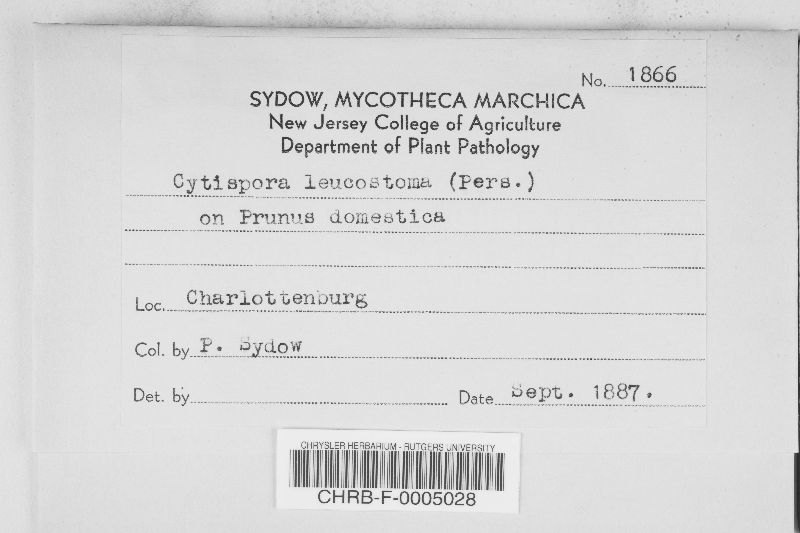 No. 1866
SYDOW, MYCOTHECA MARCHICA
New Jersey College of Agriculture
Department of Plant Pathology
Cytispora leucostoma (Pers.)
on Prunus domestica
Loc. Charlottenburg
Col. by P. Sydow
Det. by
Date Sept. 1887.
CHRYSLER HERBARIUM - RUTGERS UNIVERSITY
CHRB-F-0005028